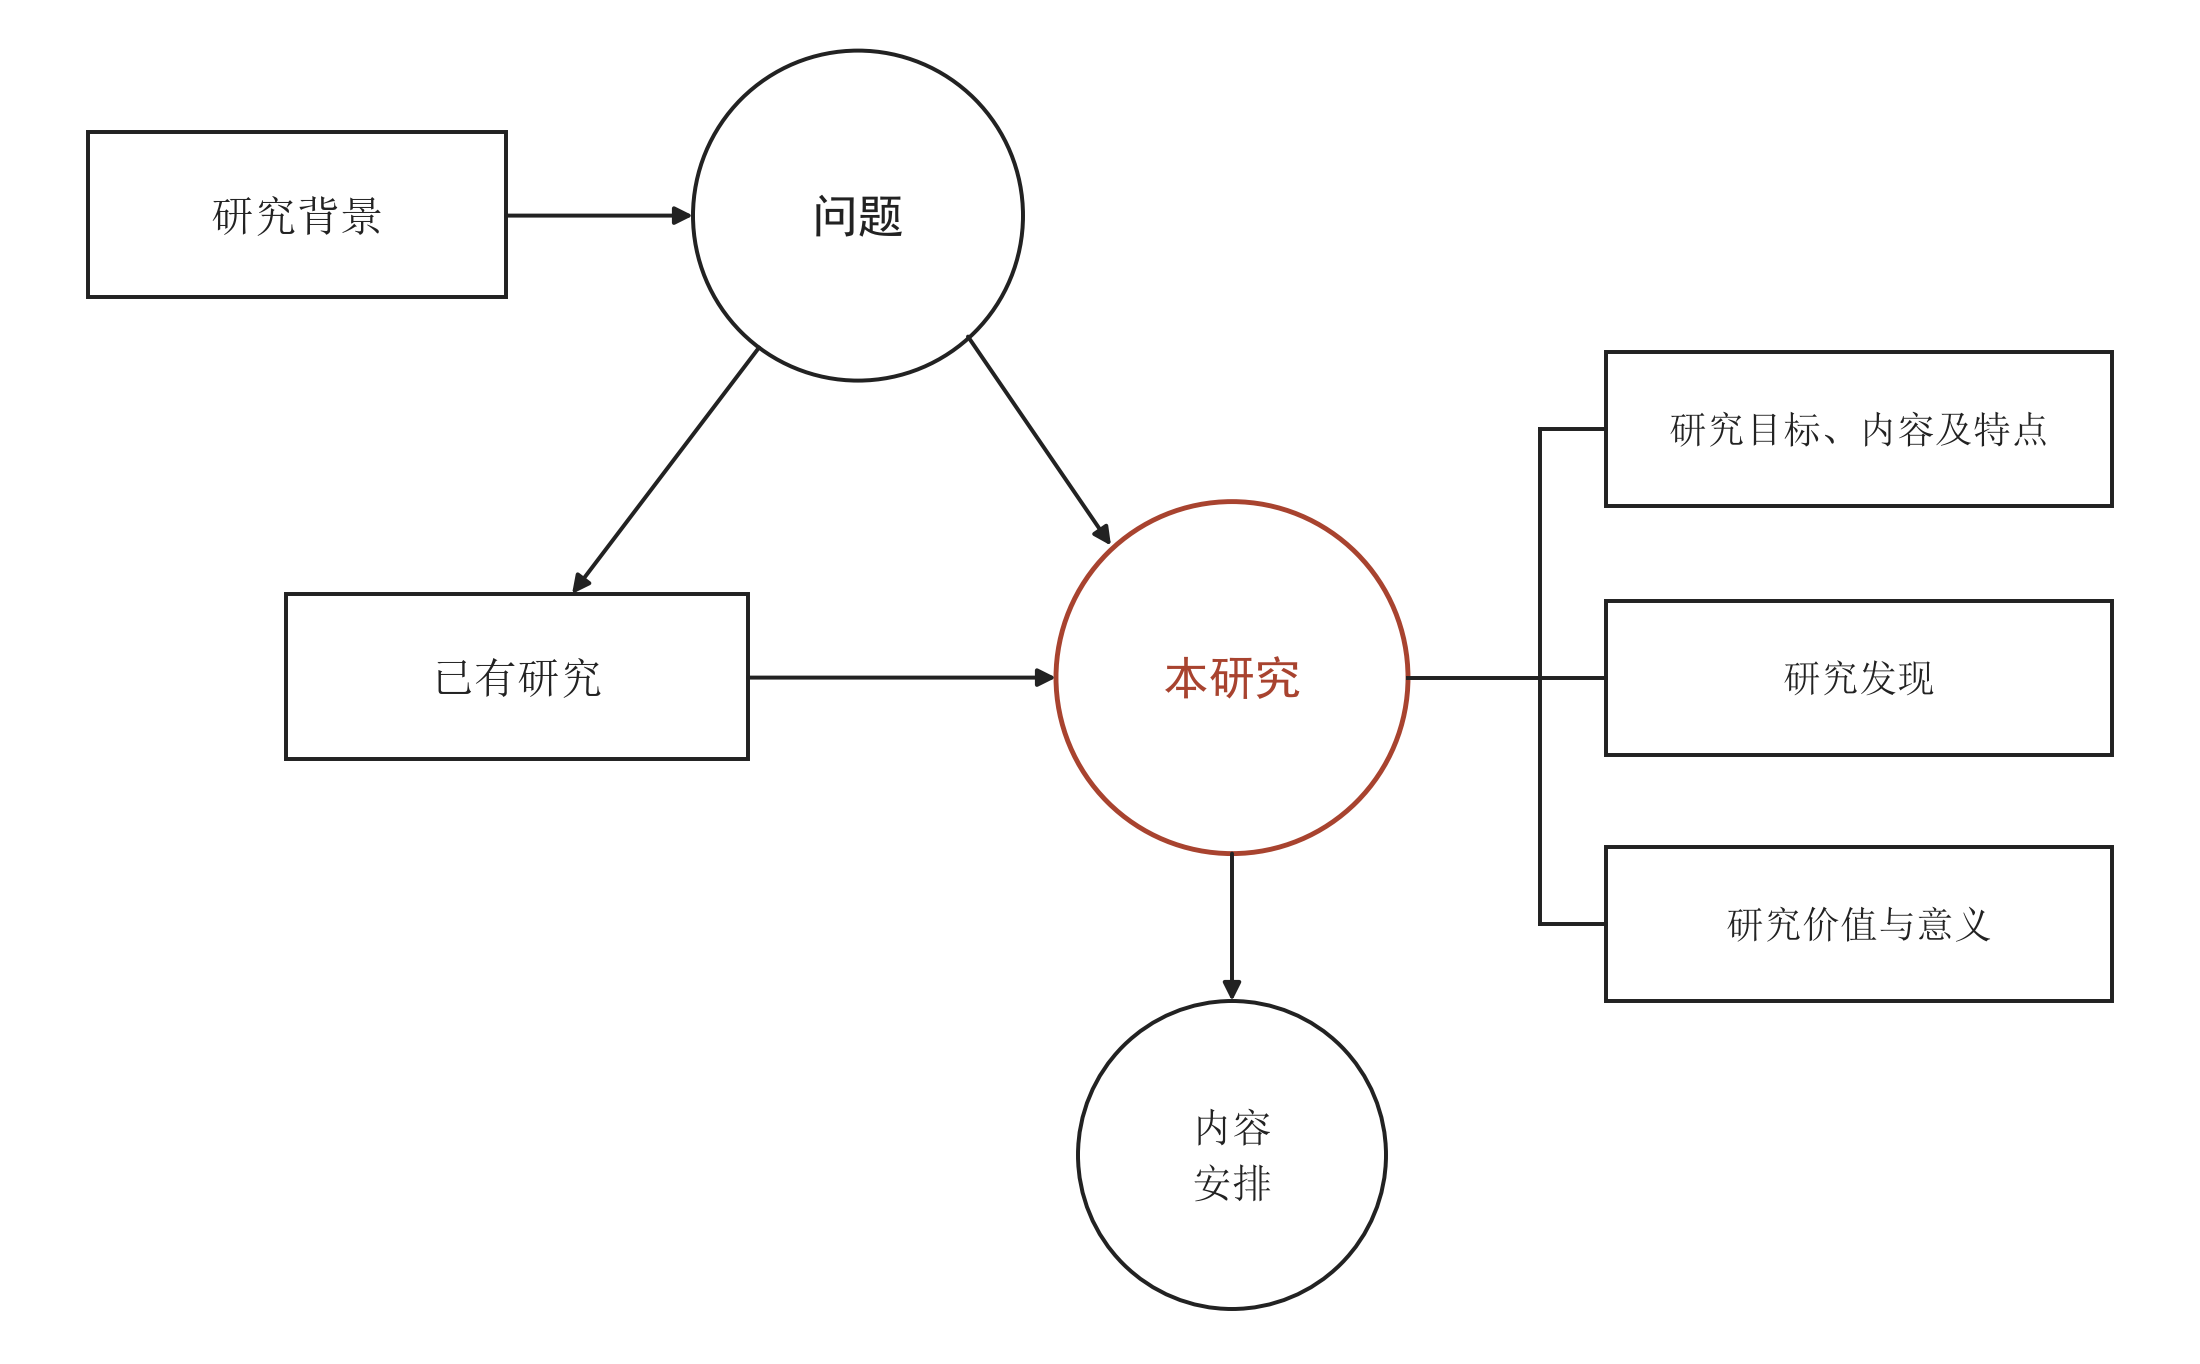 研究背景
问题
研究目标、内容及特点
已有研究
本研究
研究发现
研究价值与意义
内容
安排